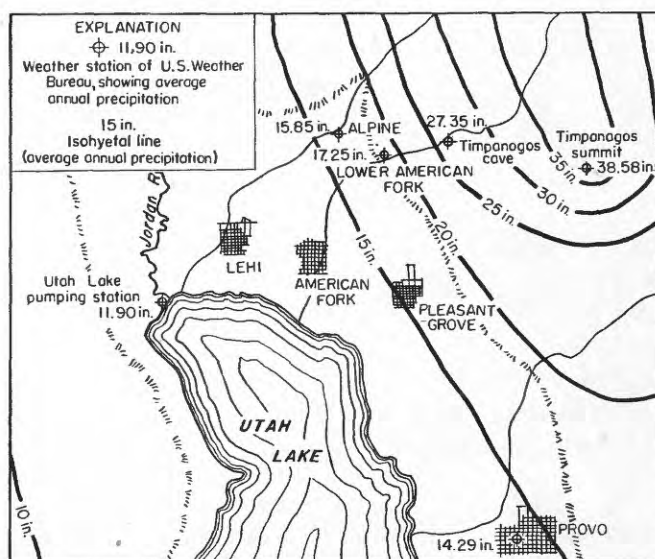 EXPLANATION
11,90 in.
Weather station of U.S. Weather
Bureau, showing average
annual precipitation
15 in.
Isohyetal line
(average annual precipitation)
Jordan R.
15.85 in.
ALPINE
17.25 in.
LOWER AMERICAN
FORK
27.35 in.
Timpanogos
cave
Timpanogos
summit
38.58 in.
35 in.
30 in.
25 in.
20 in.
15 in.
LEHI
AMERICAN
FORK
PLEASANT
GROVE
Utah Lake
pumping station
11.90 in.
UTAH
LAKE
10 in.
14.29 in.
PROVO